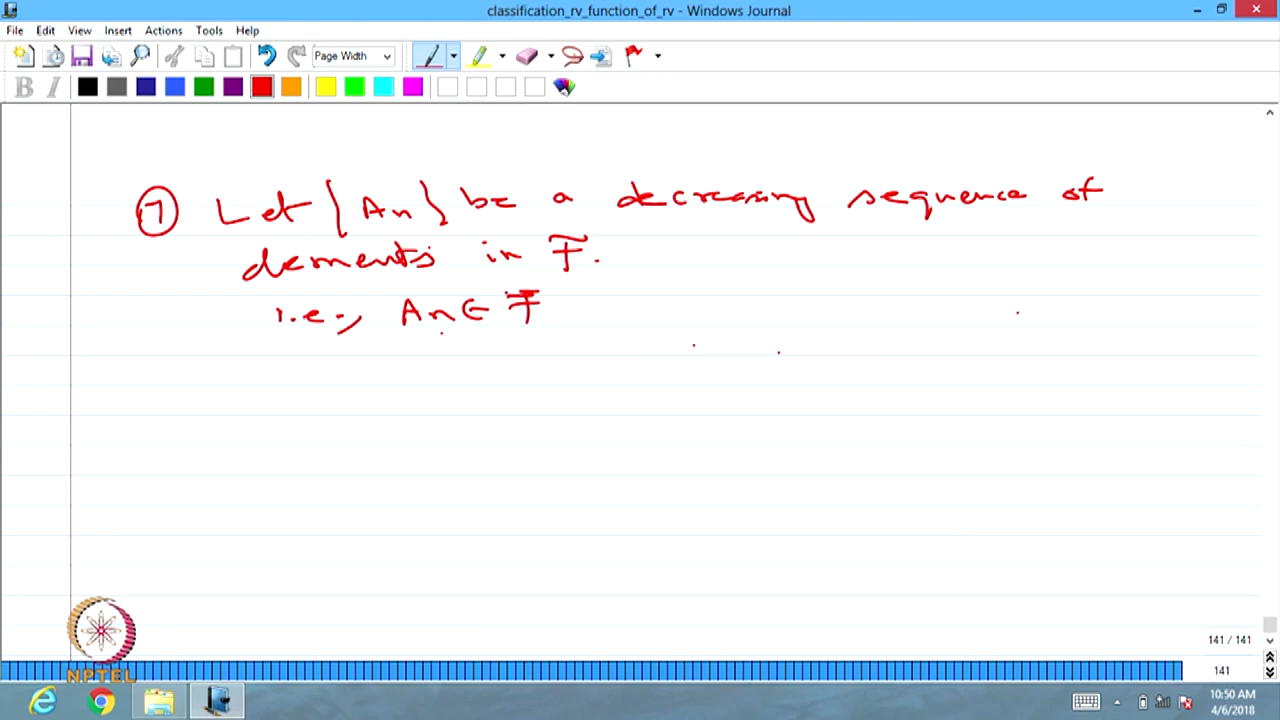 classification_rv_function_of_rv - Windows Journal
File Edit View Insert Actions Tools Help
Page Width
B I
⑦ Let {An} be a decreasing sequence of
elements in F.
i.e., An ∈ F
NPTEL
141 / 141
141
10:50 AM
4/6/2018